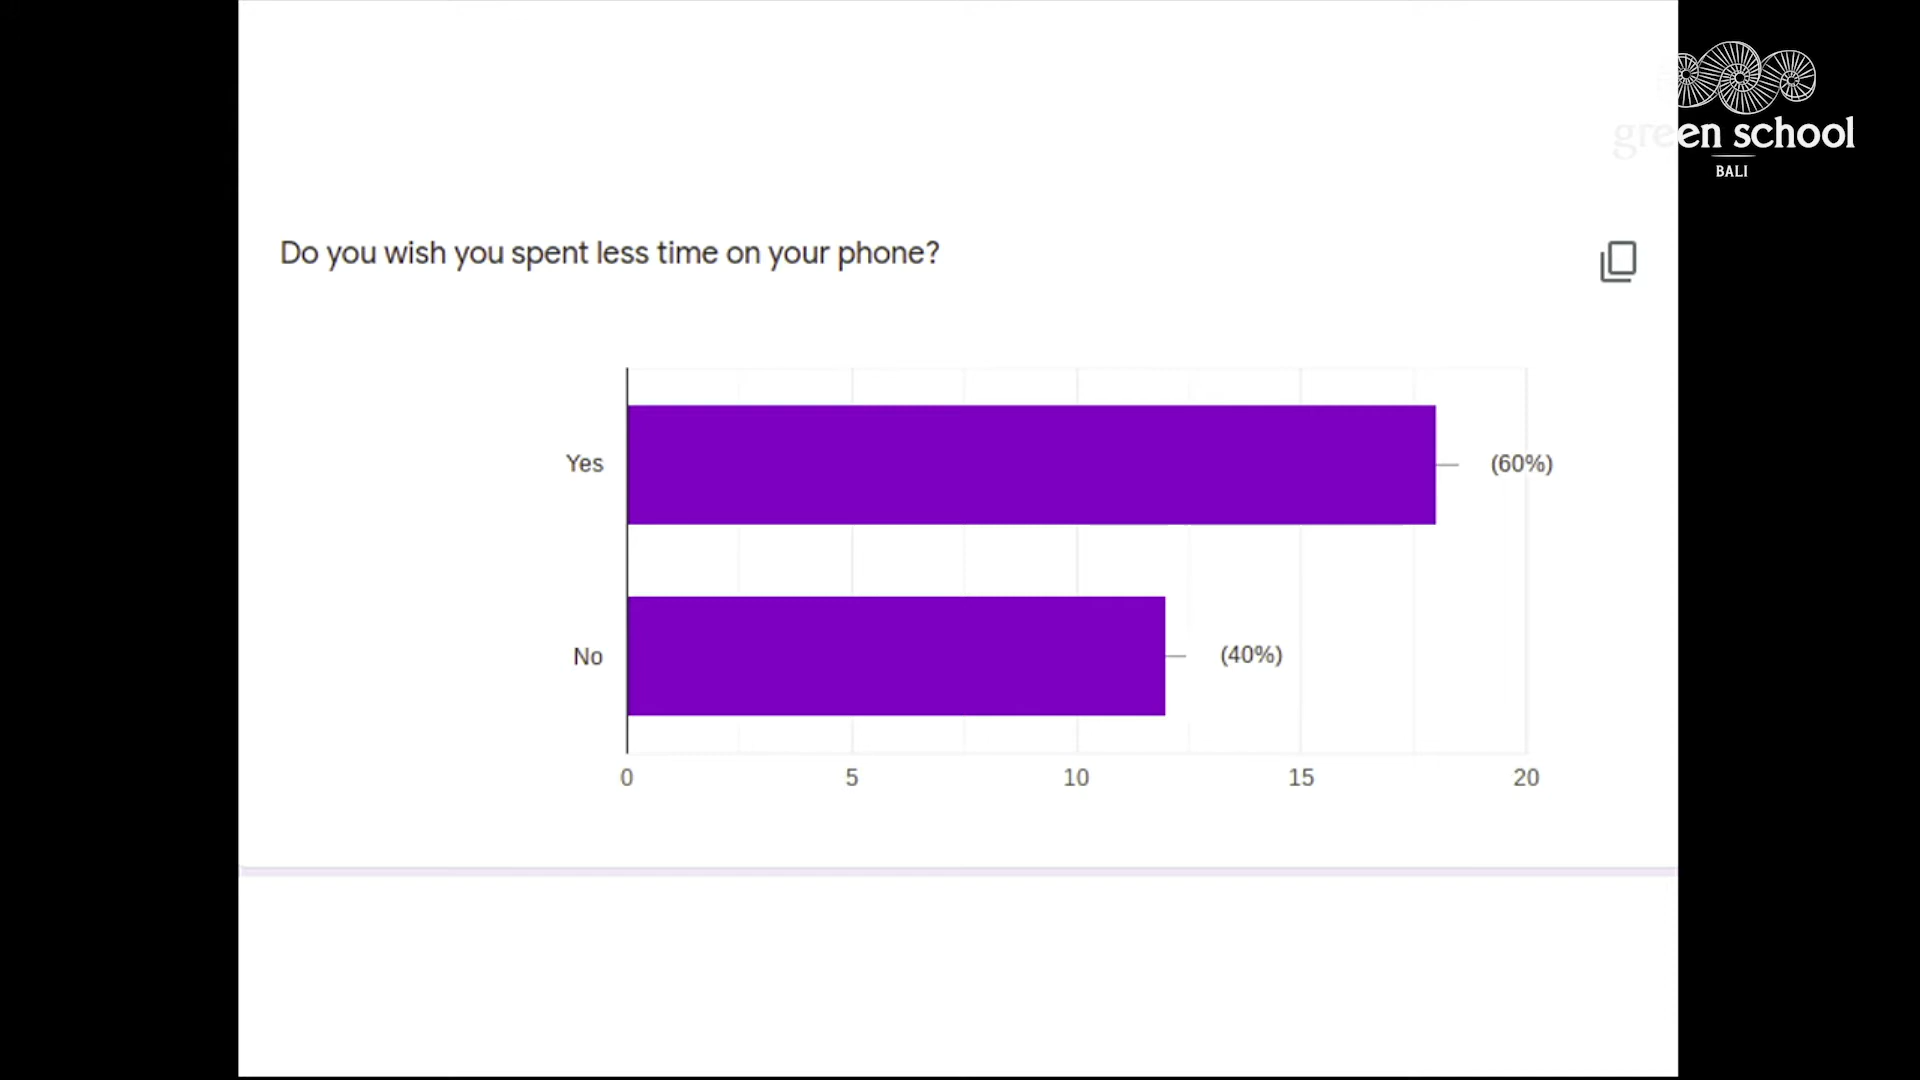 green school
BALI
Do you wish you spent less time on your phone?
Yes
(60%)
No
(40%)
0 5 10 15 20